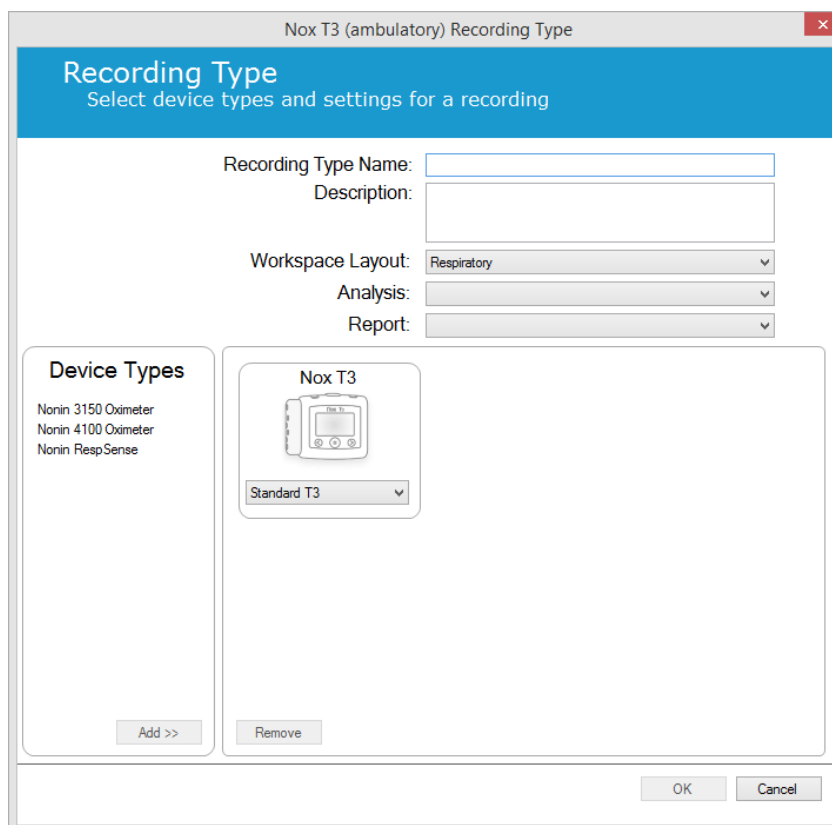 Nox T3 (ambulatory) Recording Type
Recording Type
Select device types and settings for a recording
Recording Type Name:
Description:
Workspace Layout: Respiratory
Analysis:
Report:
Device Types
Nonin 3150 Oximeter
Nonin 4100 Oximeter
Nonin RespSense
Add >>
Nox T3
Nox T3
Standard T3
Remove
OK Cancel